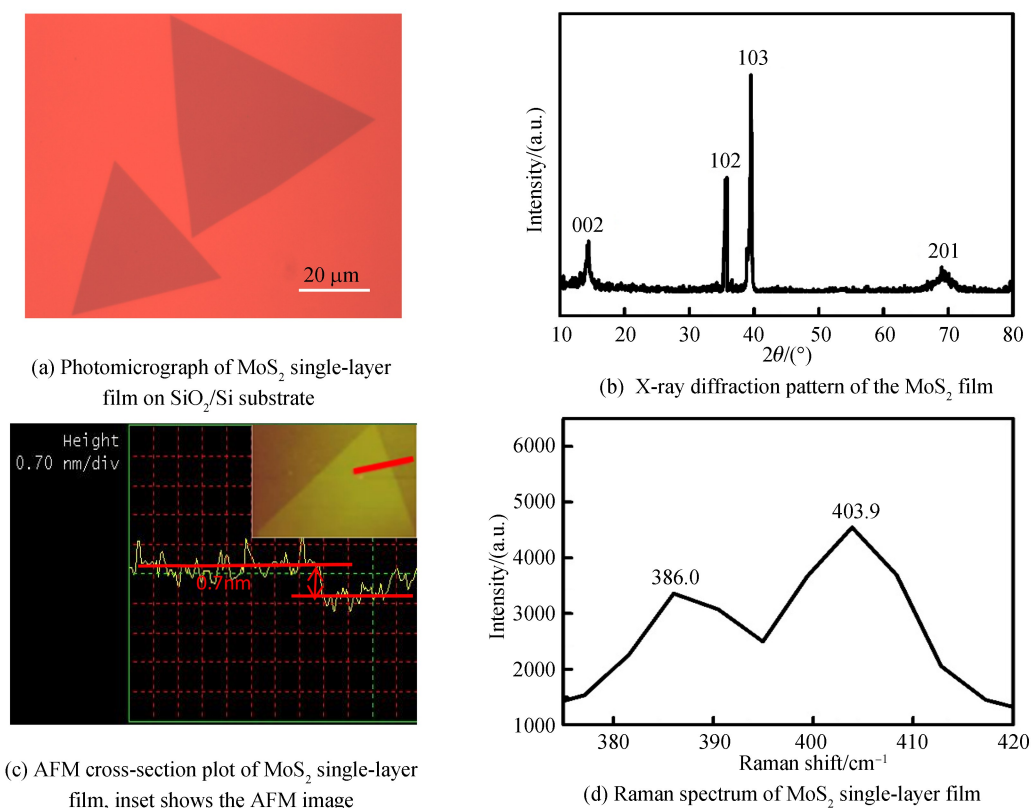 20 μm
(a) Photomicrograph of MoS₂ single-layer
film on SiO₂/Si substrate
Intensity/(a.u.)
002
102
103
201
10 20 30 40 50 60 70 80
2θ/(°)
(b) X-ray diffraction pattern of the MoS₂ film
Height
0.70 nm/div
0.7nm
(c) AFM cross-section plot of MoS₂ single-layer
film, inset shows the AFM image
Intensity/(a.u.)
6000
5000
4000
3000
2000
1000
386.0
403.9
380 390 400 410 420
Raman shift/cm⁻¹
(d) Raman spectrum of MoS₂ single-layer film